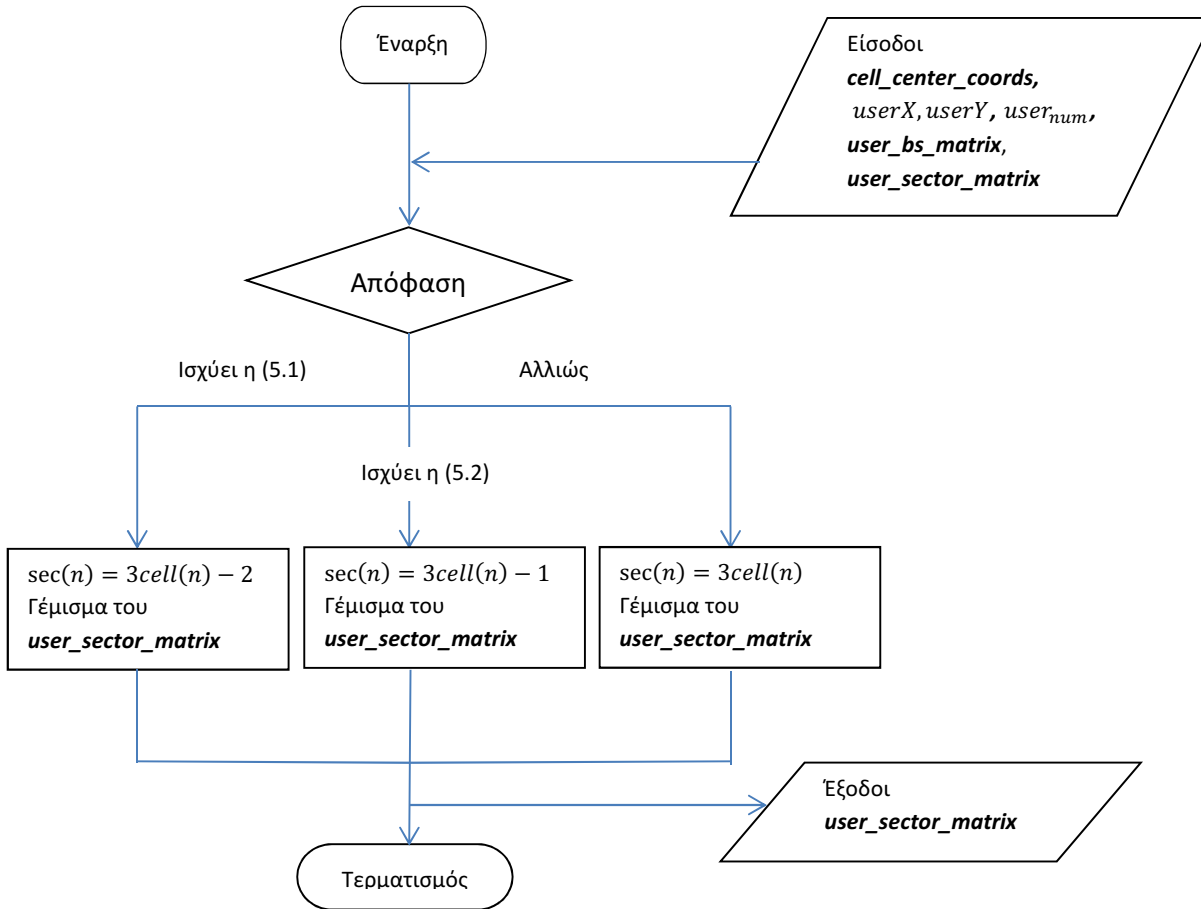 Έναρξη
Είσοδοι
cell_center_coords,
userX, userY, user_num,
user_bs_matrix,
user_sector_matrix
Απόφαση
Ισχύει η (5.1)
Αλλιώς
Ισχύει η (5.2)
sec(n) = 3cell(n) − 2
Γέμισμα του
user_sector_matrix
sec(n) = 3cell(n) − 1
Γέμισμα του
user_sector_matrix
sec(n) = 3cell(n)
Γέμισμα του
user_sector_matrix
Έξοδοι
user_sector_matrix
Τερματισμός